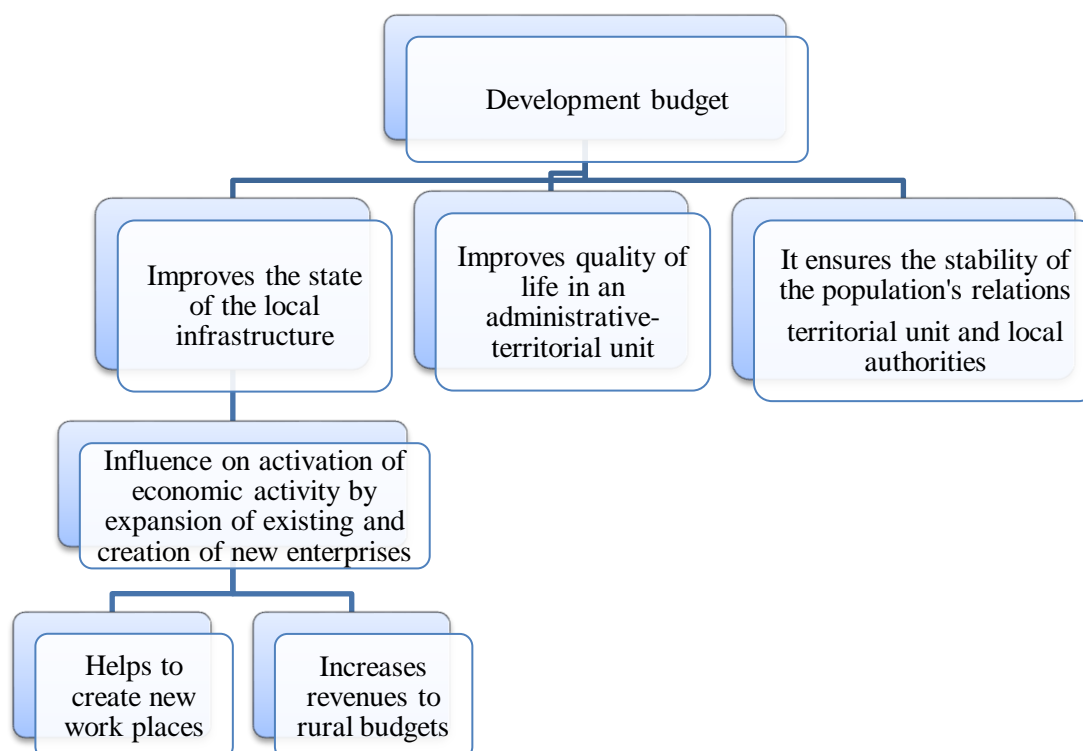 Development budget
Improves the state
of the local
infrastructure
Improves quality of
life in an
administrative-
territorial unit
It ensures the stability of
the population's relations
territorial unit and local
authorities
Influence on activation of
economic activity by
expansion of existing and
creation of new enterprises
Helps to
create new
work places
Increases
revenues to
rural budgets